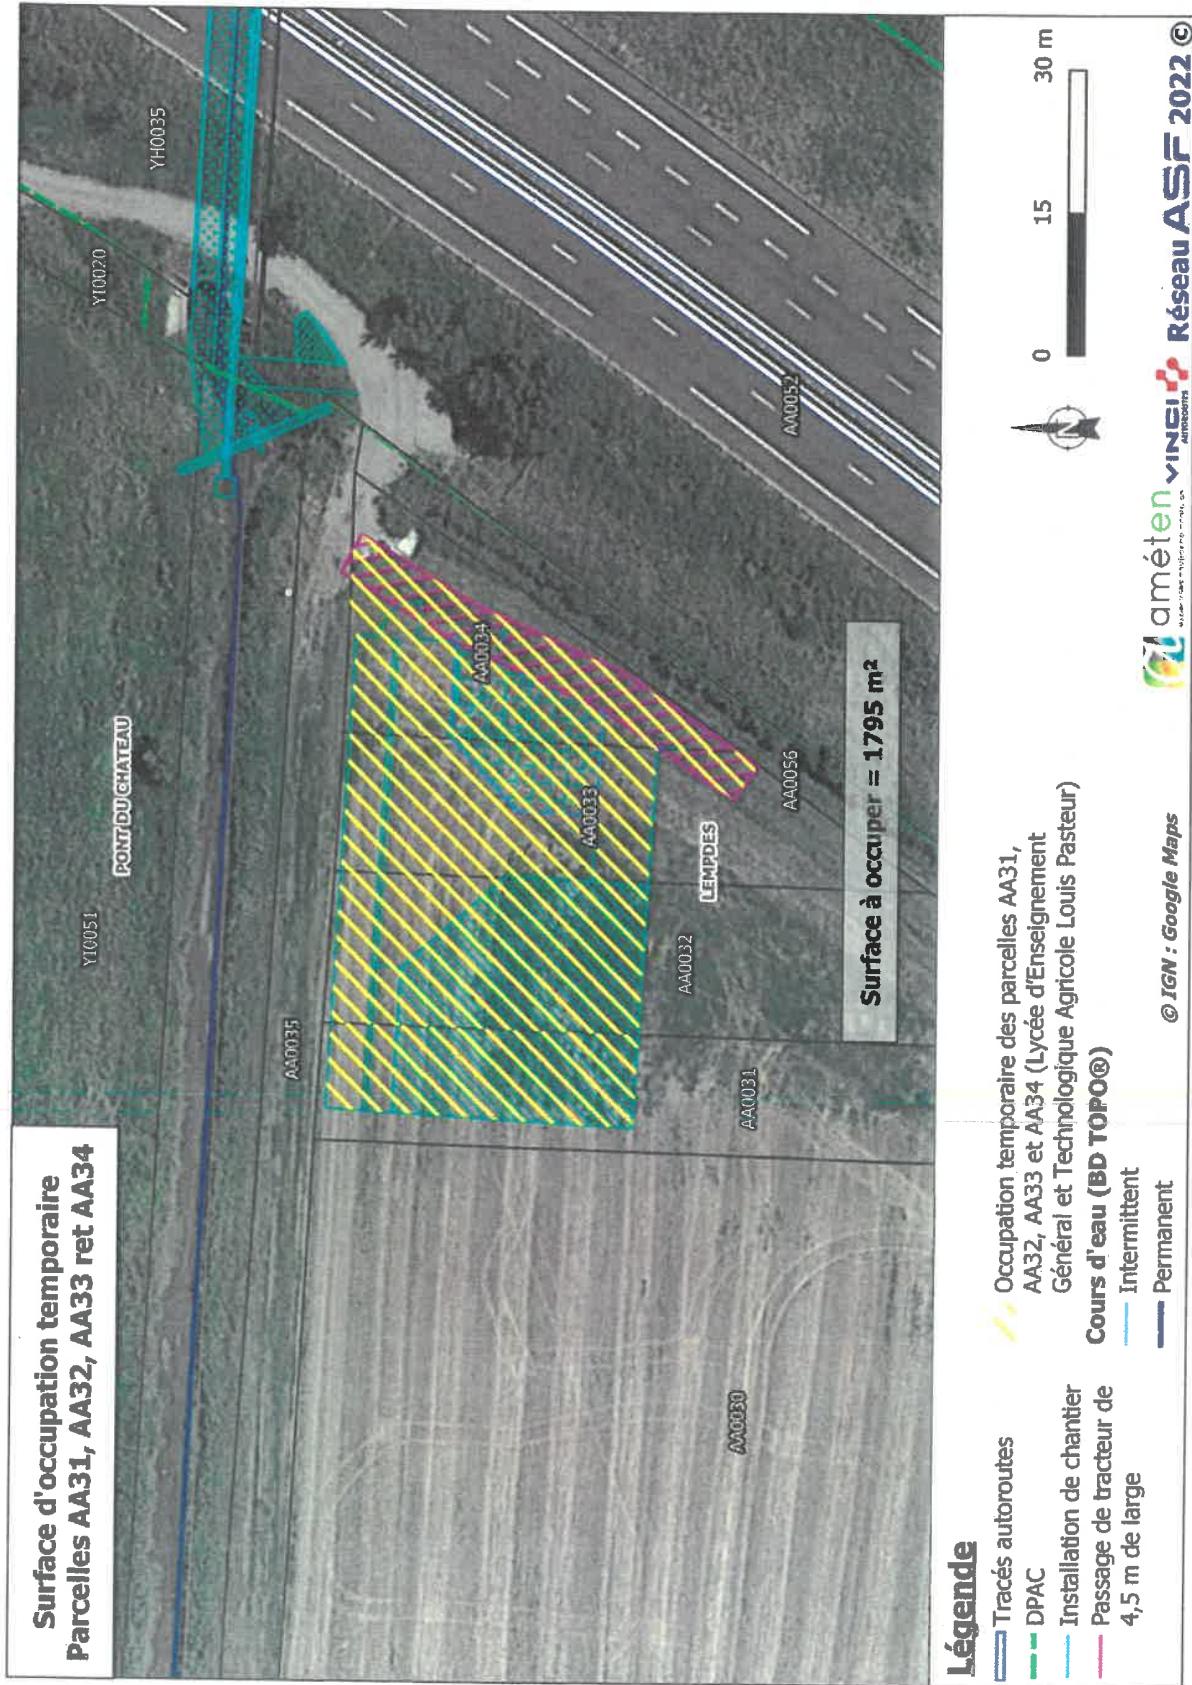 Surface d'occupation temporaire
Parcelles AA31, AA32, AA33 ret AA34
YI0051
PONT DU CHATEAU
YI0020
YH0035
AA0035
AA0034
AA0033
AA0032
AA0031
AA0030
LEMPDES
AA0056
AA0052
Surface à occuper = 1795 m²
Légende
Tracés autoroutes
DPAC
Installation de chantier
Passage de tracteur de
4,5 m de large
Occupation temporaire des parcelles AA31,
AA32, AA33 et AA34 (Lycée d'Enseignement
Général et Technologique Agricole Louis Pasteur)
Cours d'eau (BD TOPO®)
Intermittent
Permanent
© IGN : Google Maps
N
0 15 30 m
améten
VINCI
AUTOROUTES
Réseau ASF 2022 ©